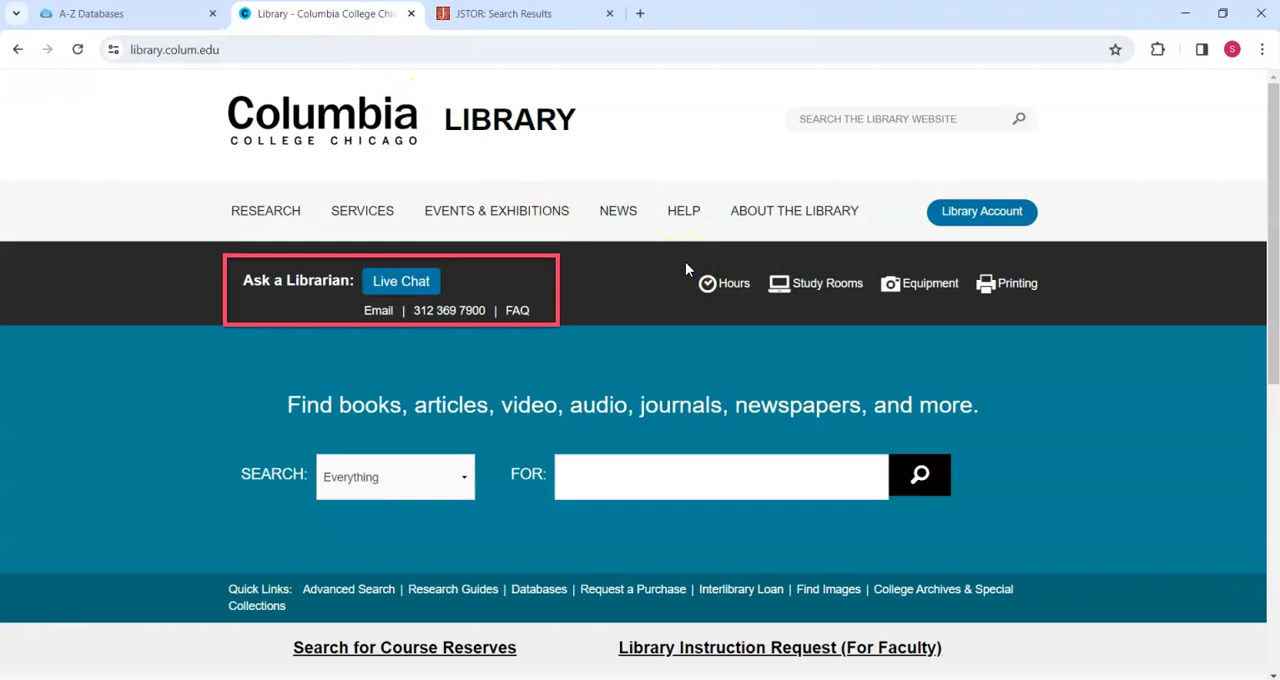 A-Z Databases
Library - Columbia College Chic
JSTOR: Search Results
library.colum.edu
S
Columbia
COLLEGE CHICAGO
LIBRARY
SEARCH THE LIBRARY WEBSITE
RESEARCH SERVICES EVENTS & EXHIBITIONS NEWS HELP ABOUT THE LIBRARY Library Account
Ask a Librarian: Live Chat
Email | 312 369 7900 | FAQ
Hours Study Rooms Equipment Printing
Find books, articles, video, audio, journals, newspapers, and more.
SEARCH: Everything FOR:
Quick Links: Advanced Search | Research Guides | Databases | Request a Purchase | Interlibrary Loan | Find Images | College Archives & Special
Collections
Search for Course Reserves Library Instruction Request (For Faculty)